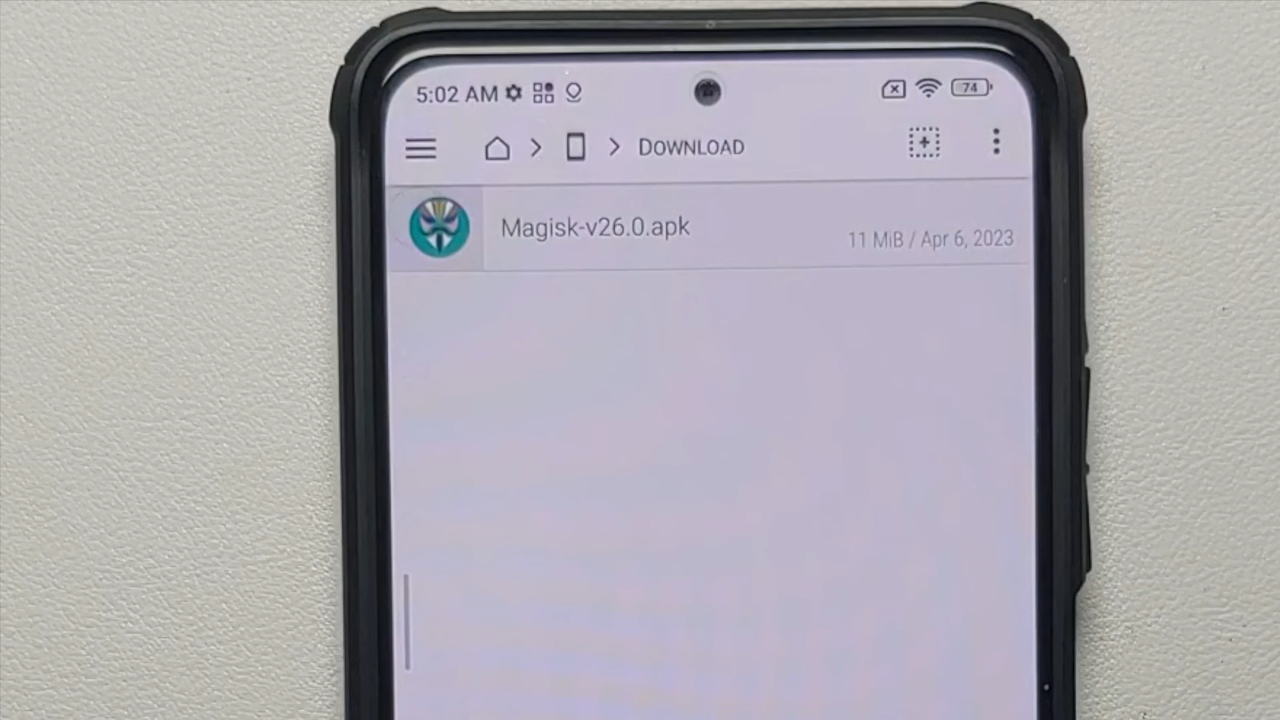 5:02 AM
74
DOWNLOAD
Magisk-v26.0.apk
11 MiB / Apr 6, 2023